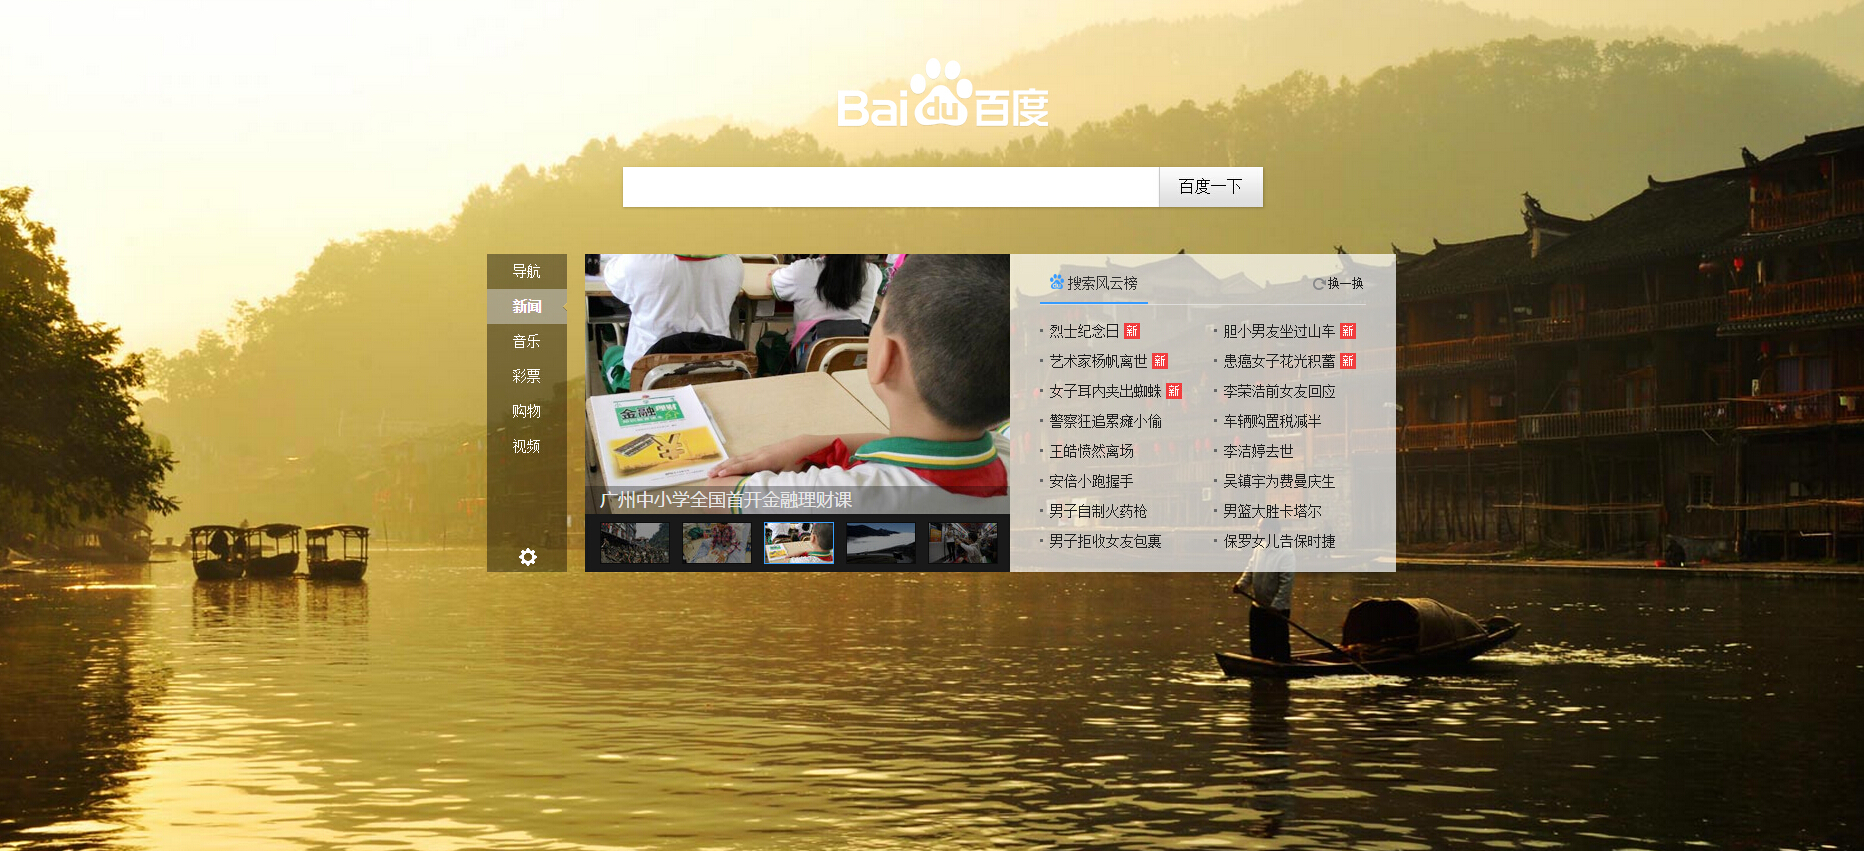 Bai du 百度
百度一下
导航
新闻
音乐
彩票
购物
视频
金融理财
广州中小学全国首开金融理财课
搜索风云榜 换一换
烈士纪念日 新 胆小男友坐过山车 新
艺术家杨帆离世 新 患癌女子花光积蓄 新
女子耳内夹出蜘蛛 新 李荣浩前女友回应
警察狂追累瘫小偷 车辆购置税减半
王皓愤然离场 李洁婷去世
安倍小跑握手 吴镇宇为费曼庆生
男子自制火药枪 男篮大胜卡塔尔
男子拒收女友包裹 保罗女儿告保时捷